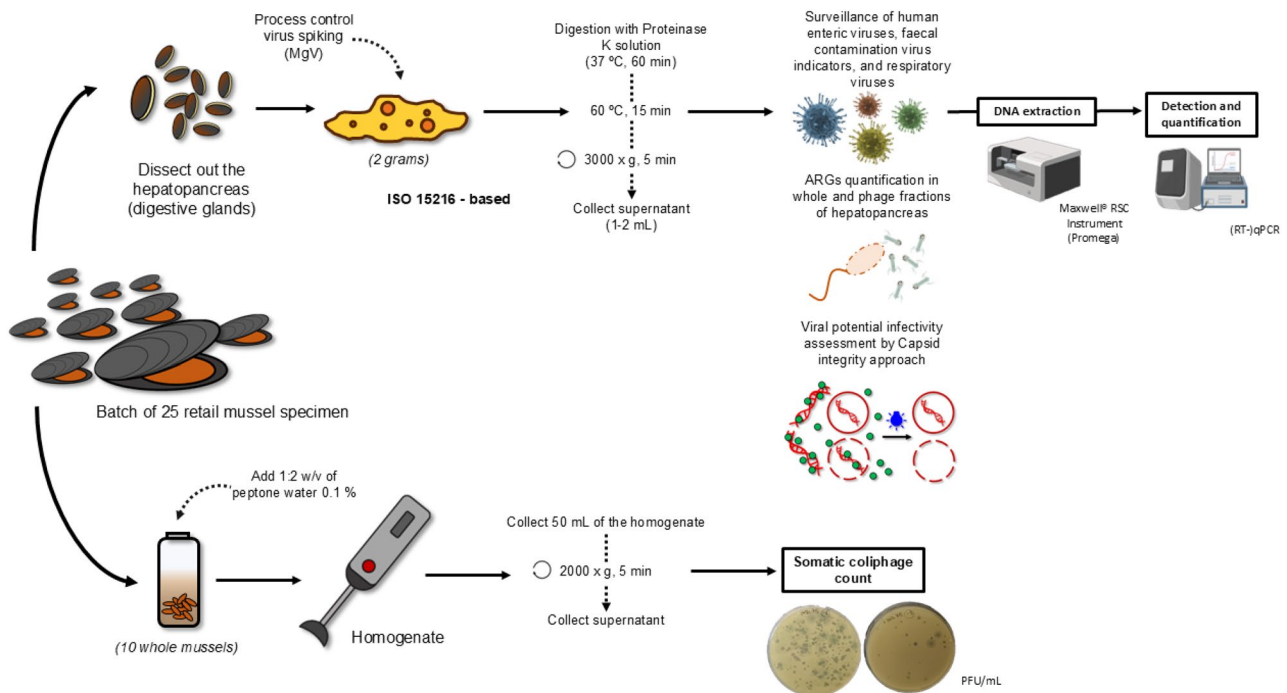 Process control
virus spiking
(MgV)
Dissect out the
hepatopancreas
(digestive glands)
(2 grams)
ISO 15216 - based
Digestion with Proteinase
K solution
(37 ºC, 60 min)
60 ºC, 15 min
3000 x g, 5 min
Collect supernatant
(1-2 mL)
Surveillance of human
enteric viruses, faecal
contamination virus
indicators, and respiratory
viruses
ARGs quantification in
whole and phage fractions
of hepatopancreas
Viral potential infectivity
assessment by Capsid
integrity approach
DNA extraction
Maxwell® RSC
Instrument
(Promega)
Detection and
quantification
(RT-)qPCR
Batch of 25 retail mussel specimen
Add 1:2 w/v of
peptone water 0.1 %
(10 whole mussels)
Homogenate
Collect 50 mL of the homogenate
2000 x g, 5 min
Collect supernatant
Somatic coliphage
count
PFU/mL